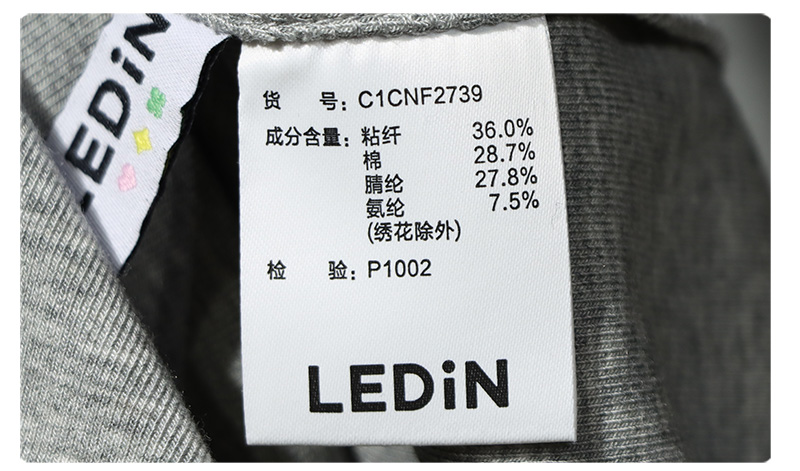 LEDiN
货 号: C1CNF2739
成分含量: 粘纤 36.0%
棉 28.7%
腈纶 27.8%
氨纶 7.5%
(绣花除外)
检 验: P1002
LEDiN